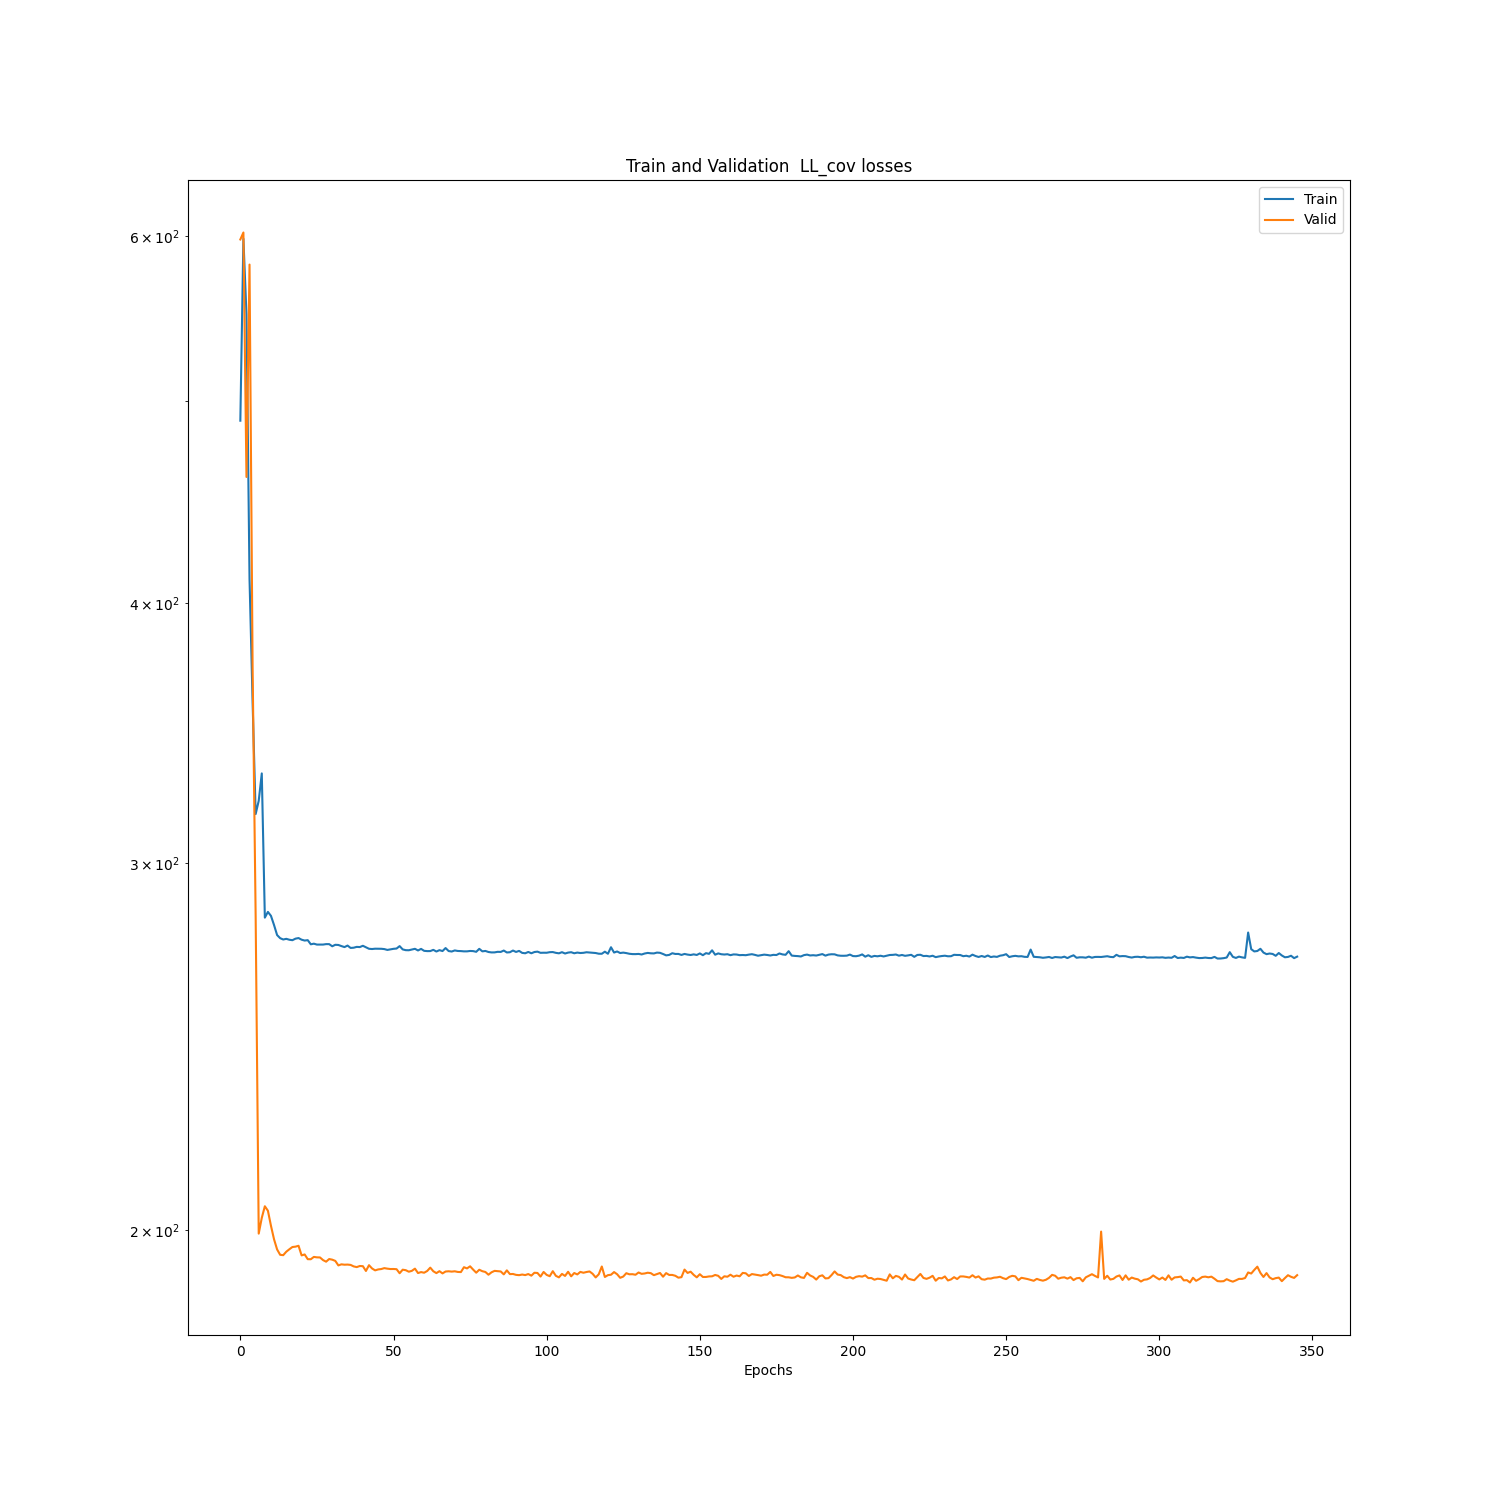 Train and Validation  LL_cov losses
Train
Valid
6 × 10²
4 × 10²
3 × 10²
2 × 10²
0 50 100 150 200 250 300 350
Epochs